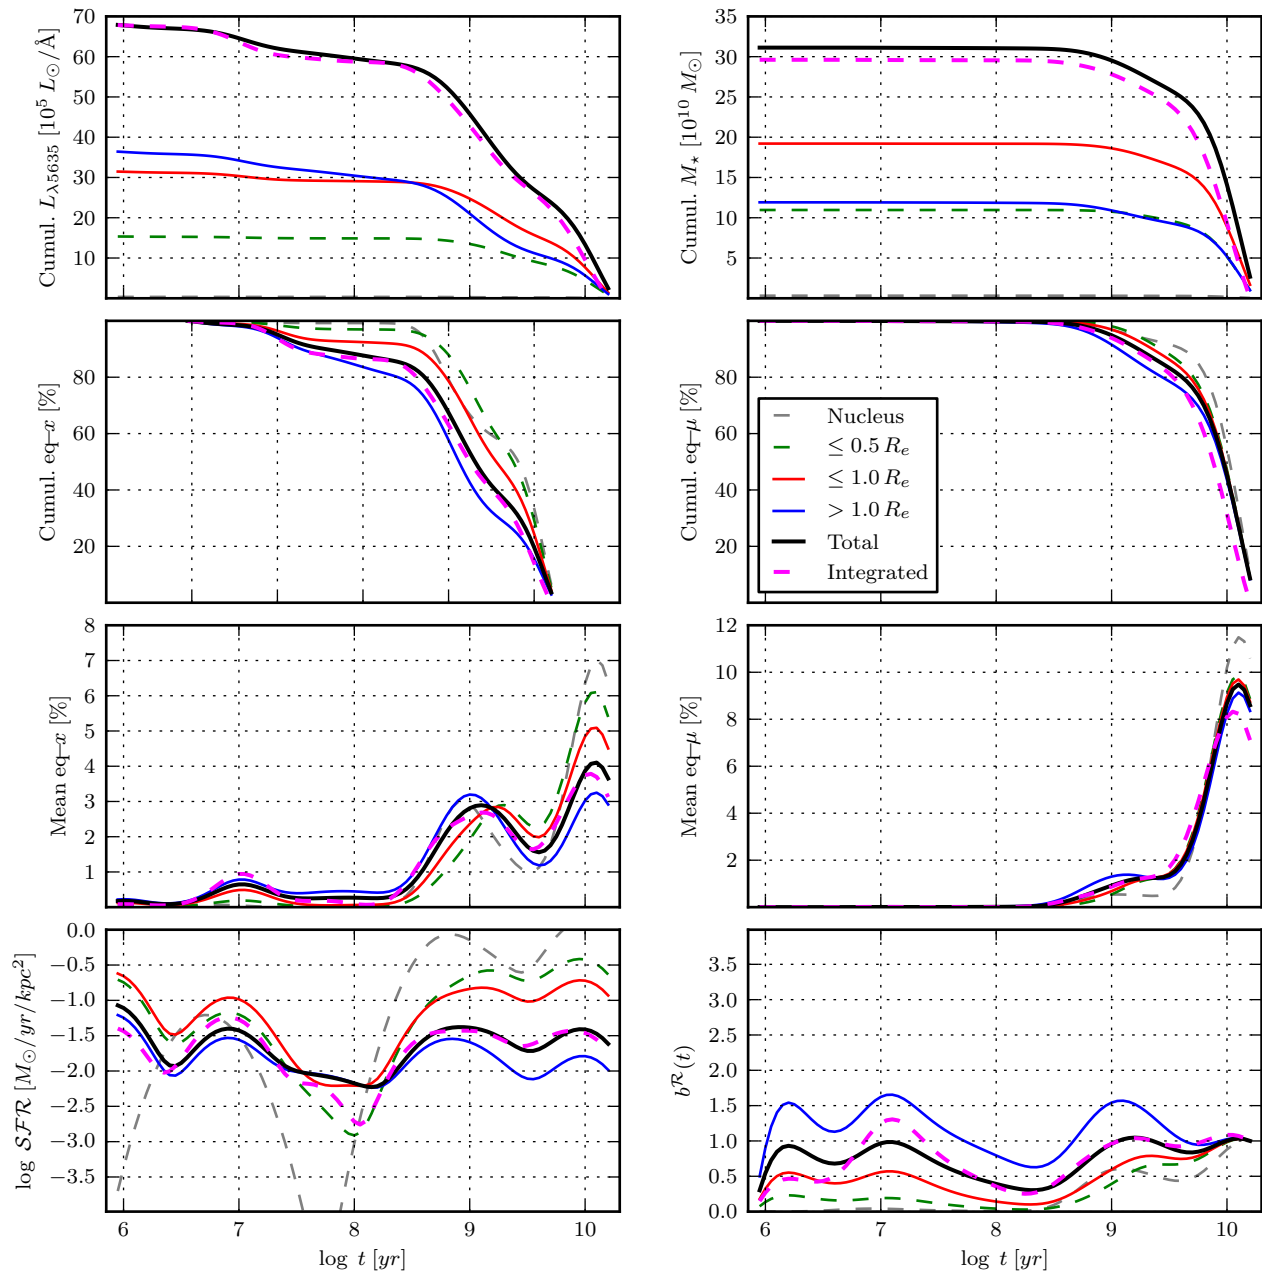 70
60
50
40
30
20
10
Cumul. L_λ5635 [10^5 L_⊙/Å]
35
30
25
20
15
10
5
Cumul. M_⋆ [10^10 M_⊙]
80
60
40
20
Cumul. eq–x [%]
80
60
40
20
Cumul. eq–μ [%]
Nucleus
≤ 0.5 R_e
≤ 1.0 R_e
> 1.0 R_e
Total
Integrated
8
7
6
5
4
3
2
1
Mean eq–x [%]
12
10
8
6
4
2
Mean eq–μ [%]
0.0
−0.5
−1.0
−1.5
−2.0
−2.5
−3.0
−3.5
log SFR [M_⊙/yr/kpc^2]
6 7 8 9 10
log t [yr]
3.5
3.0
2.5
2.0
1.5
1.0
0.5
0.0
b^R(t)
6 7 8 9 10
log t [yr]